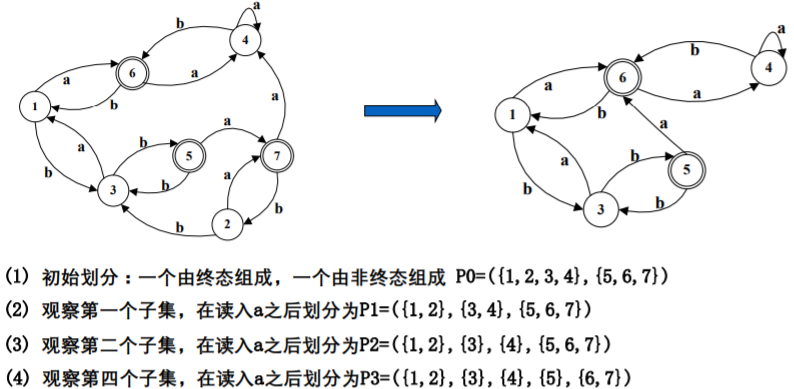 a
b
4
6
a
a
b
1
a
a
b
a
b
5
7
b
3
b
a
b
2
b
a
b
4
6
a
a
b
1
a
a
b
5
b
b
3
(1) 初始划分：一个由终态组成，一个由非终态组成 P0=({1,2,3,4},{5,6,7})
(2) 观察第一个子集，在读入a之后划分为P1=({1,2},{3,4},{5,6,7})
(3) 观察第二个子集，在读入a之后划分为P2=({1,2},{3},{4},{5,6,7})
(4) 观察第四个子集，在读入a之后划分为P3=({1,2},{3},{4},{5},{6,7})